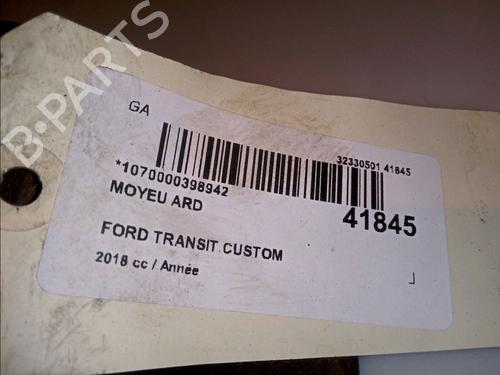 B-PARTS
GA
32330501 41845
*1070000398942
MOYEU ARD
41845
FORD TRANSIT CUSTOM
2018 cc / Année